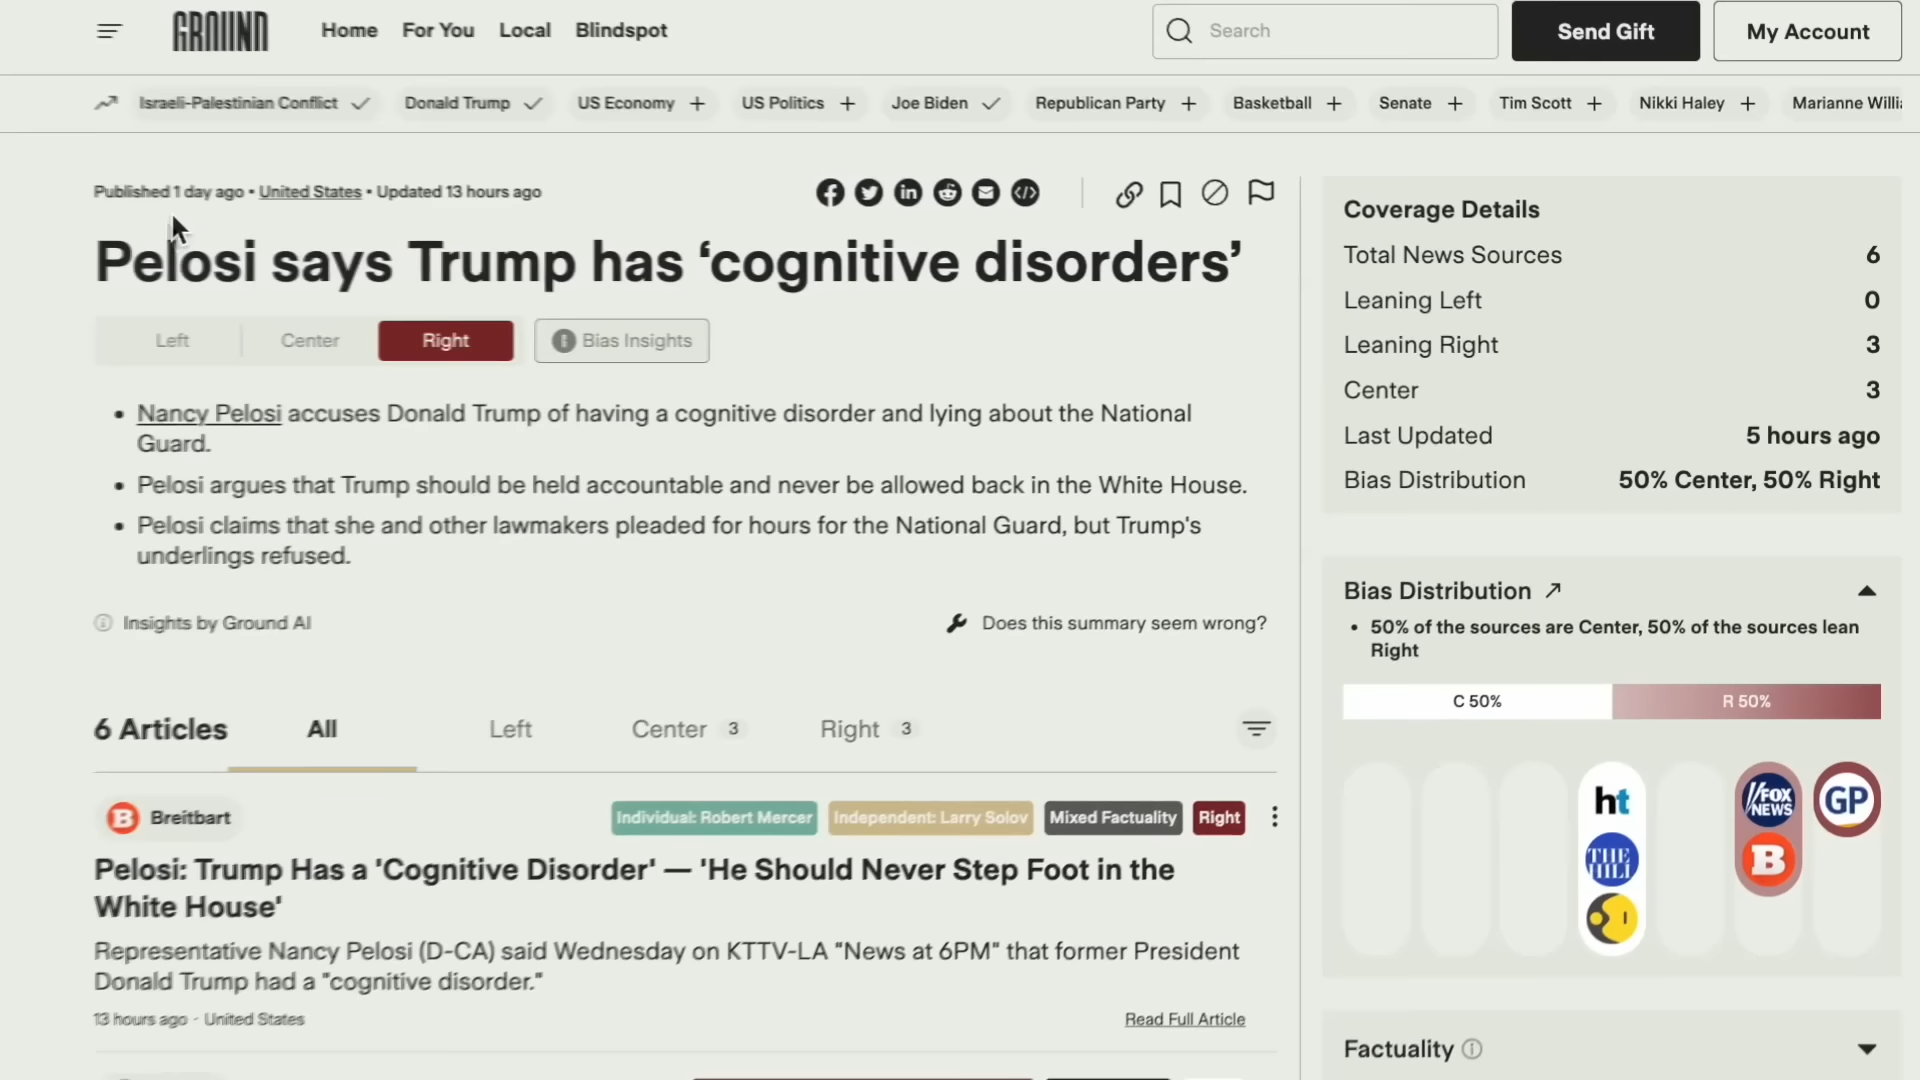 GROUND
Home For You Local Blindspot
Search
Send Gift
My Account
Israeli-Palestinian Conflict
Donald Trump
US Economy +
US Politics +
Joe Biden
Republican Party +
Basketball +
Senate +
Tim Scott +
Nikki Haley +
Marianne
Published 1 day ago • United States • Updated 13 hours ago
Pelosi says Trump has ‘cognitive disorders’
Left Center Right Bias Insights
• Nancy Pelosi accuses Donald Trump of having a cognitive disorder and lying about the National
Guard.
• Pelosi argues that Trump should be held accountable and never be allowed back in the White House.
• Pelosi claims that she and other lawmakers pleaded for hours for the National Guard, but Trump's
underlings refused.
Insights by Ground AI
Does this summary seem wrong?
6 Articles All Left Center 3 Right 3
Breitbart
Individual: Robert Mercer
Independent: Larry Solov
Mixed Factuality
Right
Pelosi: Trump Has a 'Cognitive Disorder' — 'He Should Never Step Foot in the
White House'
Representative Nancy Pelosi (D-CA) said Wednesday on KTTV-LA "News at 6PM" that former President
Donald Trump had a "cognitive disorder."
13 hours ago - United States
Read Full Article
Coverage Details
Total News Sources 6
Leaning Left 0
Leaning Right 3
Center 3
Last Updated 5 hours ago
Bias Distribution 50% Center, 50% Right
Bias Distribution
• 50% of the sources are Center, 50% of the sources lean
Right
C 50% R 50%
ht
THE HILL
FOX NEWS
B
GP
Factuality